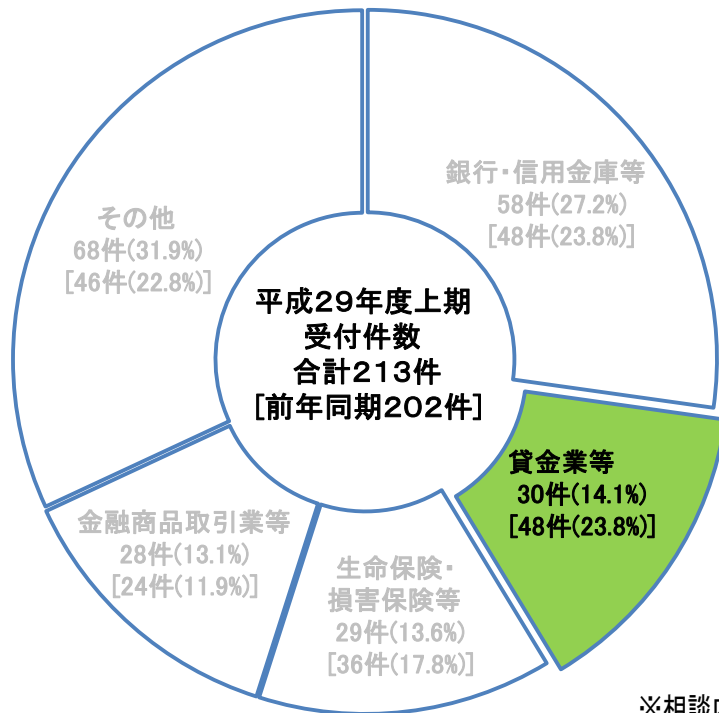 銀行・信用金庫等
58件(27.2%)
[48件(23.8%)]
その他
68件(31.9%)
[46件(22.8%)]
平成29年度上期
受付件数
合計213件
[前年同期202件]
貸金業等
30件(14.1%)
[48件(23.8%)]
金融商品取引業等
28件(13.1%)
[24件(11.9%)]
生命保険・
損害保険等
29件(13.6%)
[36件(17.8%)]
※相談